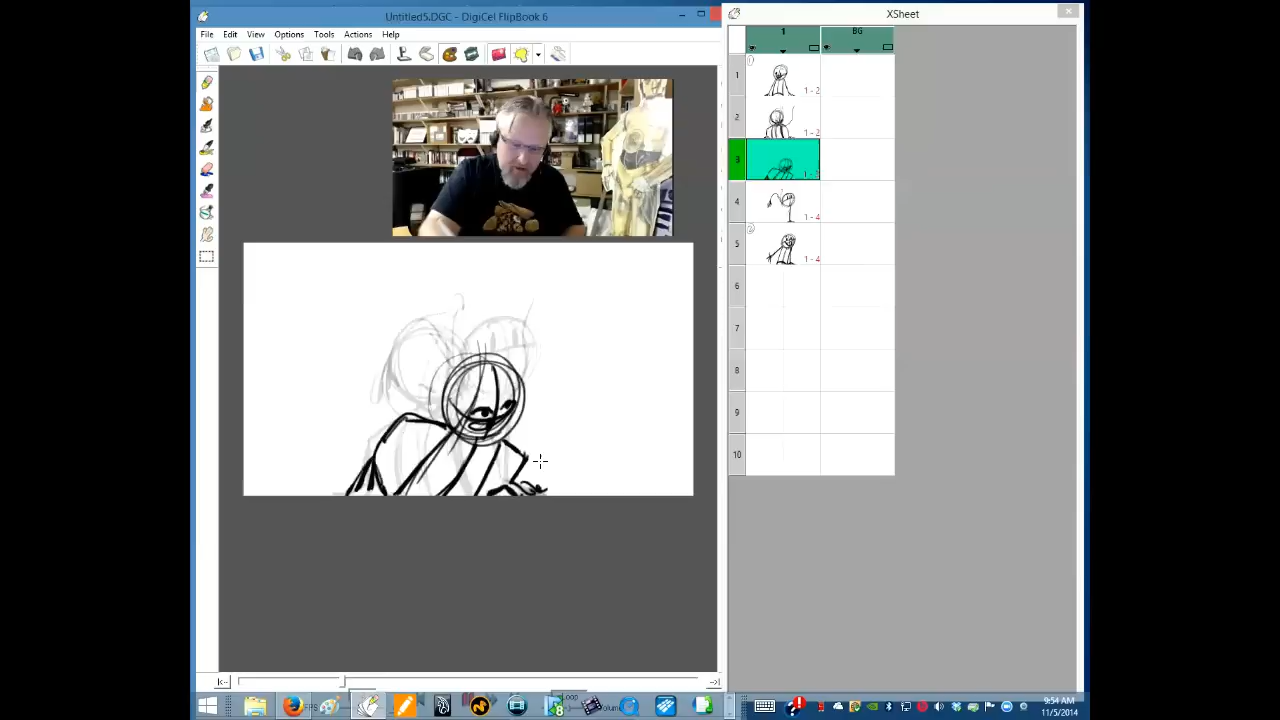 Untitled5.DGC - DigiCel FlipBook 6
File Edit View Options Tools Actions Help
XSheet
1 BG
1 1 - 2
2 1 - 2
3
4 1 - 4
5 1 - 4
6
7
8
9
10
Loop
9:54 AM
11/5/2014